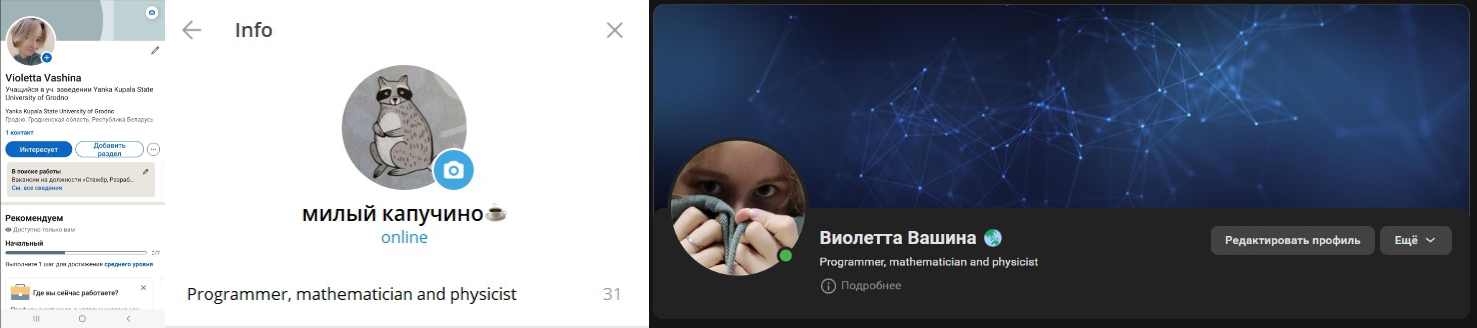 Violetta Vashina
Учащийся в уч. заведении Yanka Kupala State
University of Grodno
Yanka Kupala State University of Grodno
Гродно, Гродненская область, Республика Беларусь
1 контакт
Интересует
Добавить
раздел
В поиске работы
Вакансии на должности «Стажёр, Разраб...
См. все сведения
Рекомендуем
Доступно только вам
Начальный
5/7
Выполните 1 шаг для достижения среднего уровня
Где вы сейчас работаете?
Info
милый капучино☕
online
Programmer, mathematician and physicist
31
Виолетта Вашина
Programmer, mathematician and physicist
Подробнее
Редактировать профиль
Ещё